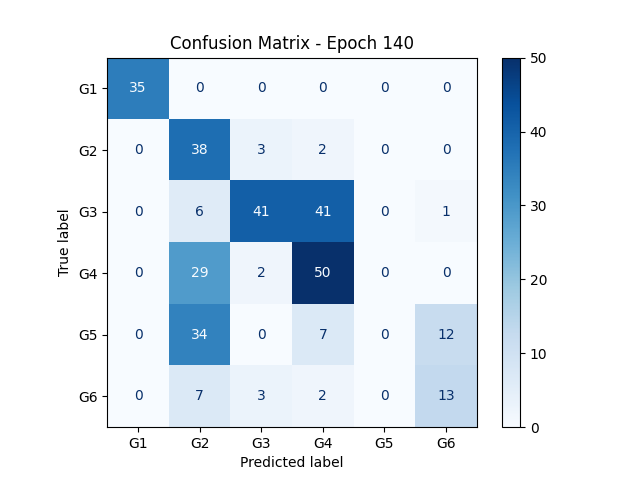 Confusion Matrix - Epoch 140
G1 35 0 0 0 0 0
G2 0 38 3 2 0 0
G3 0 6 41 41 0 1
G4 0 29 2 50 0 0
G5 0 34 0 7 0 12
G6 0 7 3 2 0 13
G1 G2 G3 G4 G5 G6
Predicted label
True label
50
40
30
20
10
0